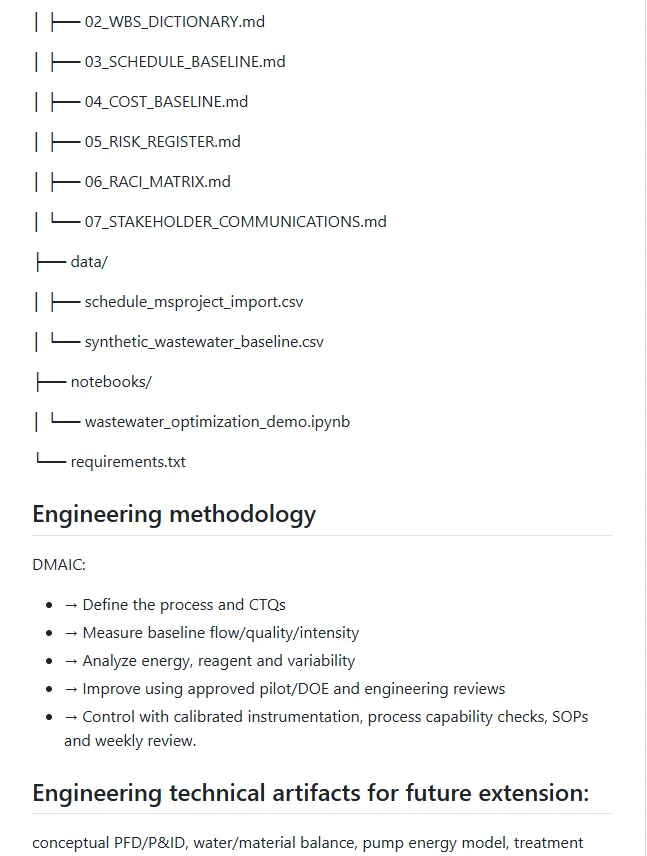 │ ├── 02_WBS_DICTIONARY.md
│ ├── 03_SCHEDULE_BASELINE.md
│ ├── 04_COST_BASELINE.md
│ ├── 05_RISK_REGISTER.md
│ ├── 06_RACI_MATRIX.md
│ └── 07_STAKEHOLDER_COMMUNICATIONS.md
├── data/
│ ├── schedule_msproject_import.csv
│ └── synthetic_wastewater_baseline.csv
├── notebooks/
│ └── wastewater_optimization_demo.ipynb
└── requirements.txt
Engineering methodology
DMAIC:
• → Define the process and CTQs
• → Measure baseline flow/quality/intensity
• → Analyze energy, reagent and variability
• → Improve using approved pilot/DOE and engineering reviews
• → Control with calibrated instrumentation, process capability checks, SOPs
and weekly review.
Engineering technical artifacts for future extension:
conceptual PFD/P&ID, water/material balance, pump energy model, treatment